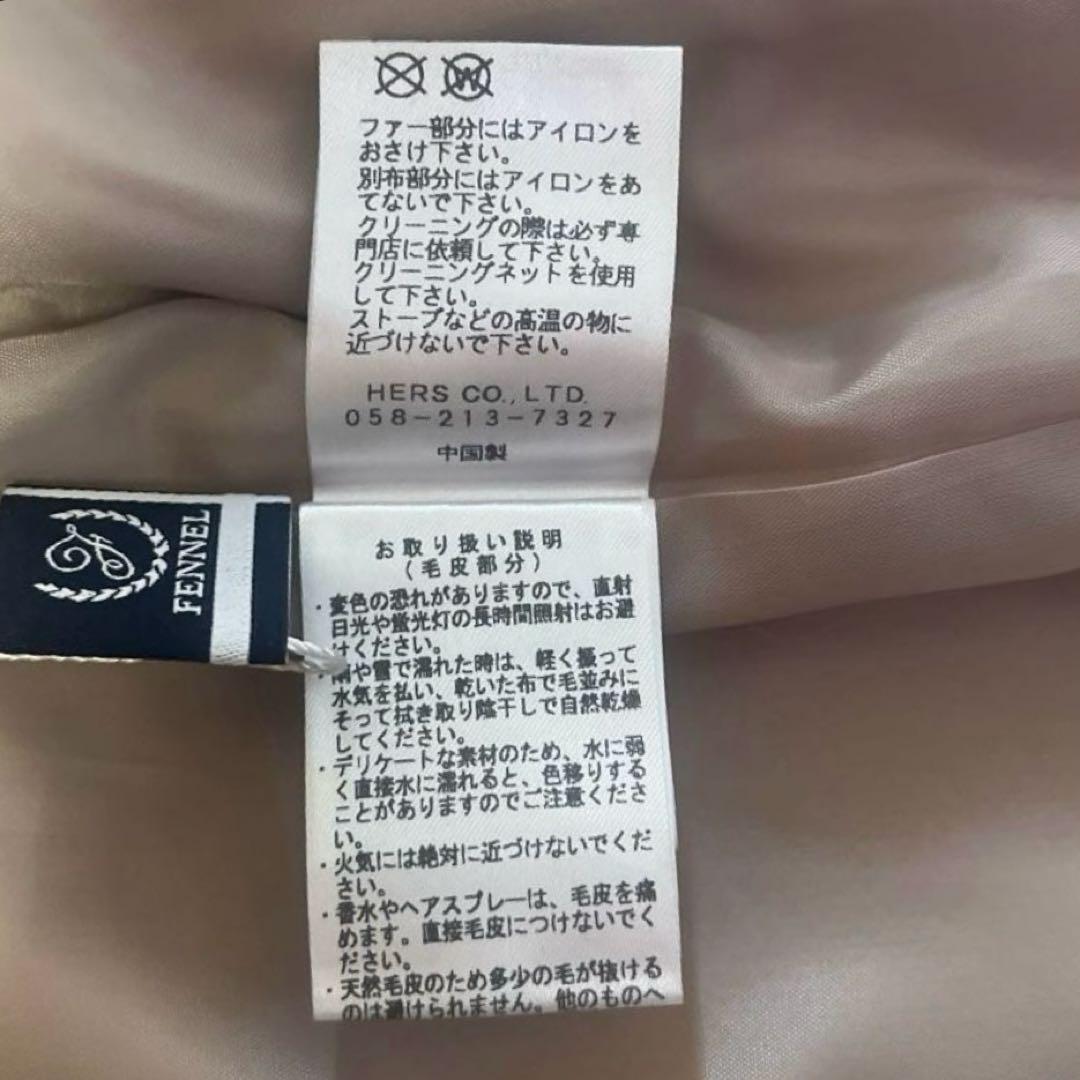 W
ファー部分にはアイロンを
おさけ下さい。
別布部分にはアイロンをあ
てないで下さい。
クリーニングの際は必ず専
門店に依頼して下さい。
クリーニングネットを使用
して下さい。
ストーブなどの高温の物に
近づけないで下さい。
HERS CO., LTD.
058-213-7327
中国製
FENNEL
お取り扱い説明
(毛皮部分)
・変色の恐れがありますので、直射
日光や蛍光灯の長時間照射はお避
けください。
・雨や雪で濡れた時は、軽く振って
水気を払い、乾いた布で毛並みに
そって拭き取り陰干しで自然乾燥
してください。
・デリケートな素材のため、水に弱
く直接水に濡れると、色移りする
ことがありますのでご注意くださ
い。
・火気には絶対に近づけないでくだ
さい。
・香水やヘアスプレーは、毛皮を痛
めます。直接毛皮につけないでく
ださい。
・天然毛皮のため多少の毛が抜ける
のは避けられません。他のものへ